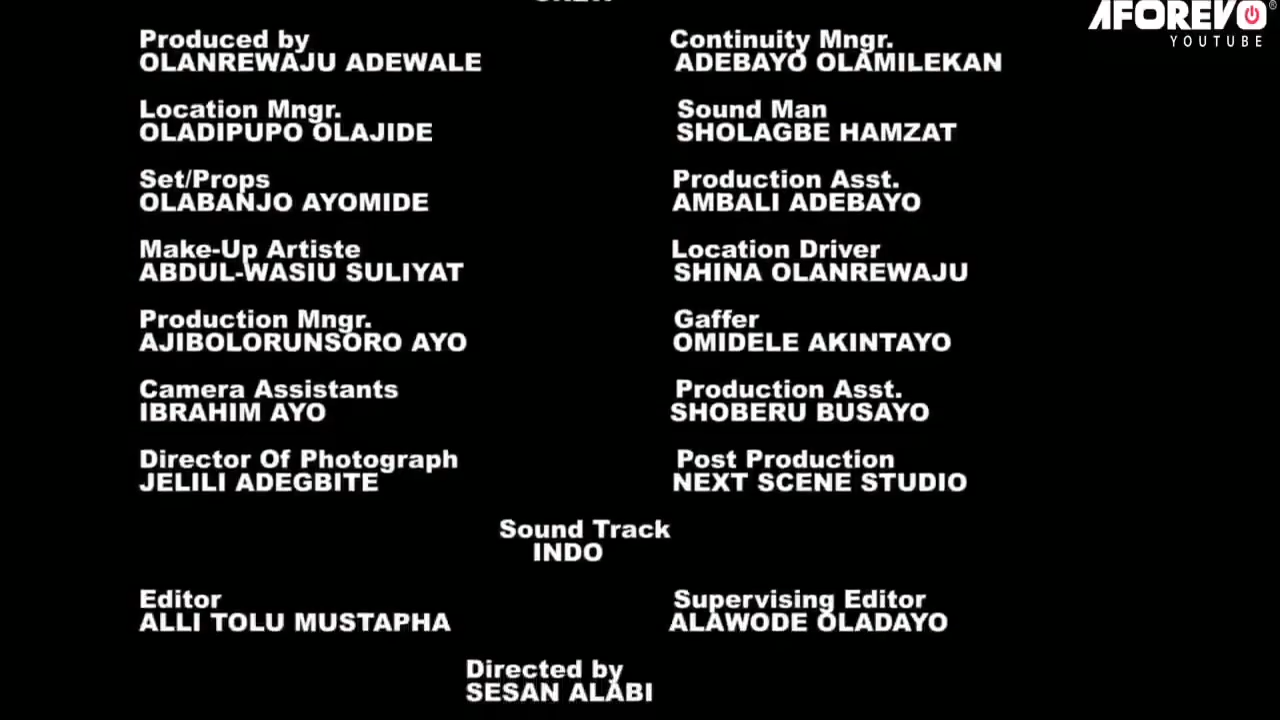 CREW
AFOREVO®
YOUTUBE
Produced by
OLANREWAJU ADEWALE
Continuity Mngr.
ADEBAYO OLAMILEKAN
Location Mngr.
OLADIPUPO OLAJIDE
Sound Man
SHOLAGBE HAMZAT
Set/Props
OLABANJO AYOMIDE
Production Asst.
AMBALI ADEBAYO
Make-Up Artiste
ABDUL-WASIU SULIYAT
Location Driver
SHINA OLANREWAJU
Production Mngr.
AJIBOLORUNSORO AYO
Gaffer
OMIDELE AKINTAYO
Camera Assistants
IBRAHIM AYO
Production Asst.
SHOBERU BUSAYO
Director Of Photograph
JELILI ADEGBITE
Post Production
NEXT SCENE STUDIO
Sound Track
INDO
Editor
ALLI TOLU MUSTAPHA
Supervising Editor
ALAWODE OLADAYO
Directed by
SESAN ALABI